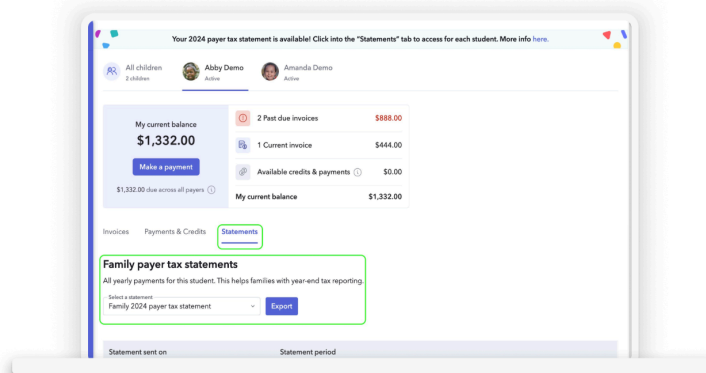 Your 2024 payer tax statement is available! Click into the "Statements" tab to access for each student. More info here.
All children
2 children
Abby Demo
Active
Amanda Demo
Active
My current balance
$1,332.00
Make a payment
$1,332.00 due across all payers
2 Past due invoices $888.00
1 Current invoice $444.00
Available credits & payments $0.00
My current balance $1,332.00
Invoices Payments & Credits Statements
Family payer tax statements
All yearly payments for this student. This helps families with year-end tax reporting.
Select a statement
Family 2024 payer tax statement
Export
Statement sent on Statement period